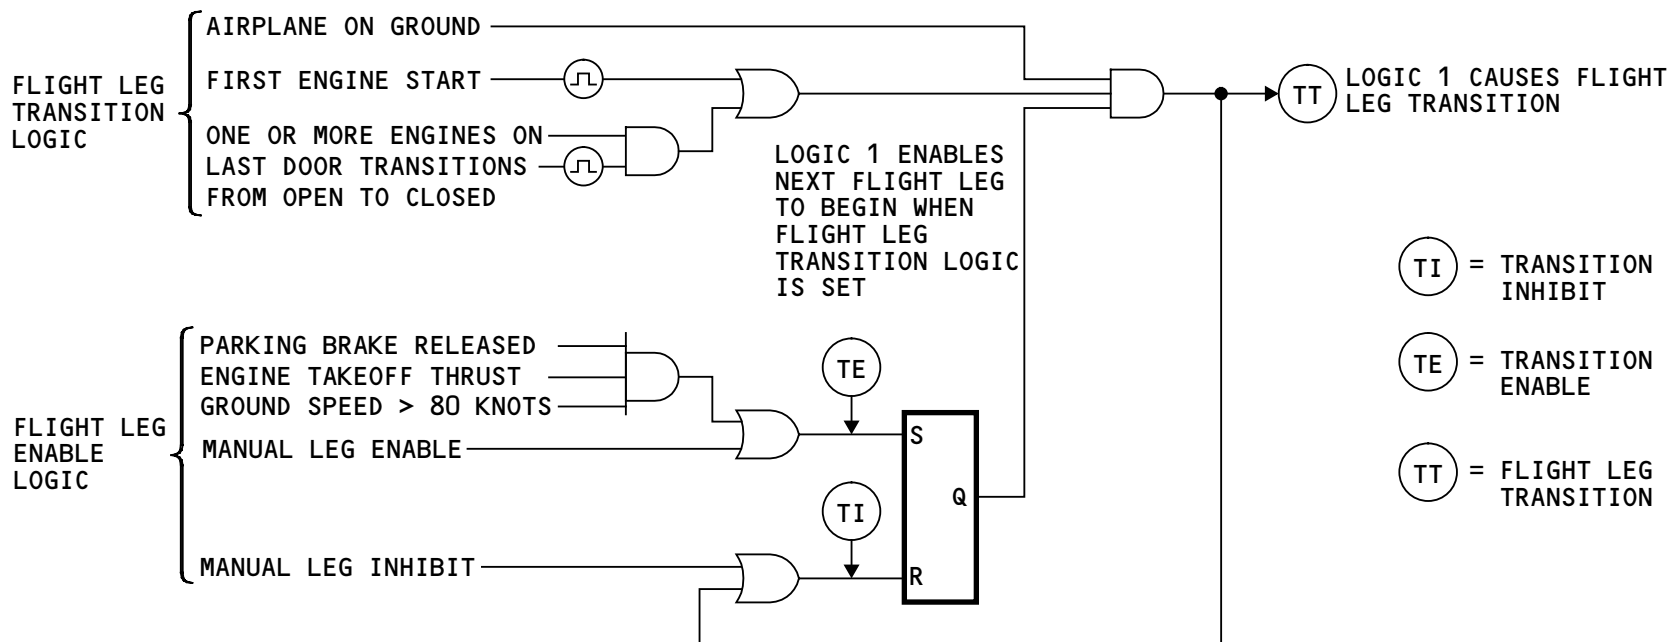 FLIGHT LEG
TRANSITION
LOGIC
AIRPLANE ON GROUND
FIRST ENGINE START
ONE OR MORE ENGINES ON
LAST DOOR TRANSITIONS
FROM OPEN TO CLOSED
TT
LOGIC 1 CAUSES FLIGHT
LEG TRANSITION
LOGIC 1 ENABLES
NEXT FLIGHT LEG
TO BEGIN WHEN
FLIGHT LEG
TRANSITION LOGIC
IS SET
FLIGHT LEG
ENABLE
LOGIC
PARKING BRAKE RELEASED
ENGINE TAKEOFF THRUST
GROUND SPEED > 80 KNOTS
MANUAL LEG ENABLE
MANUAL LEG INHIBIT
TE
TI
S
Q
R
TI = TRANSITION
INHIBIT
TE = TRANSITION
ENABLE
TT = FLIGHT LEG
TRANSITION